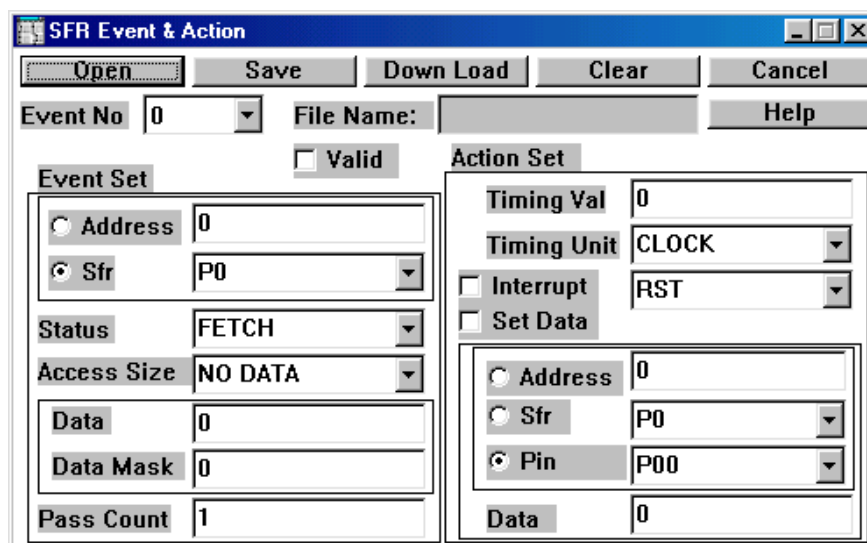 SFR Event & Action
Open Save Down Load Clear Cancel
Event No 0 File Name: Help
Valid
Event Set
Address 0
Sfr P0
Status FETCH
Access Size NO DATA
Data 0
Data Mask 0
Pass Count 1
Action Set
Timing Val 0
Timing Unit CLOCK
Interrupt RST
Set Data
Address 0
Sfr P0
Pin P00
Data 0